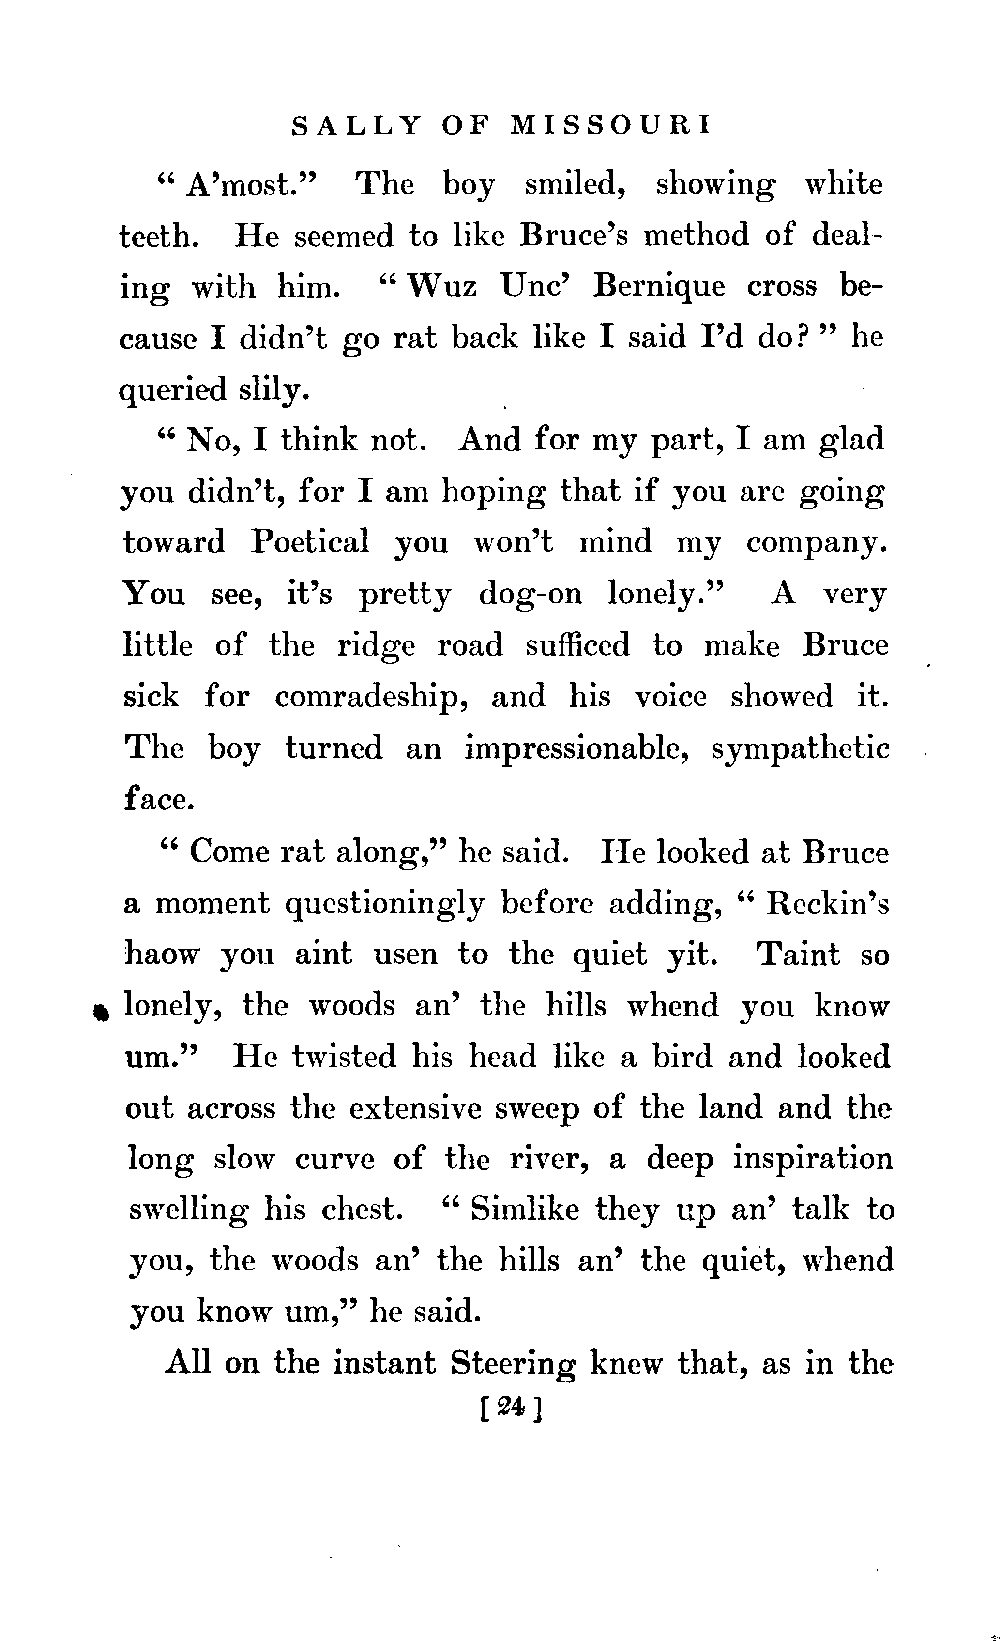 SALLY OF MISSOURI
“ A’most.” The boy smiled, showing white
teeth. He seemed to like Bruce’s method of deal-
ing with him. “ Wuz Unc’ Bernique cross be-
cause I didn’t go rat back like I said I’d do? ” he
queried slily.
“ No, I think not. And for my part, I am glad
you didn’t, for I am hoping that if you are going
toward Poetical you won’t mind my company.
You see, it’s pretty dog-on lonely.” A very
little of the ridge road sufficed to make Bruce
sick for comradeship, and his voice showed it.
The boy turned an impressionable, sympathetic
face.
“ Come rat along,” he said. He looked at Bruce
a moment questioningly before adding, “ Reckin’s
haow you aint usen to the quiet yit. Taint so
lonely, the woods an’ the hills whend you know
um.” He twisted his head like a bird and looked
out across the extensive sweep of the land and the
long slow curve of the river, a deep inspiration
swelling his chest. “ Simlike they up an’ talk to
you, the woods an’ the hills an’ the quiet, whend
you know um,” he said.
All on the instant Steering knew that, as in the
[ 24 ]